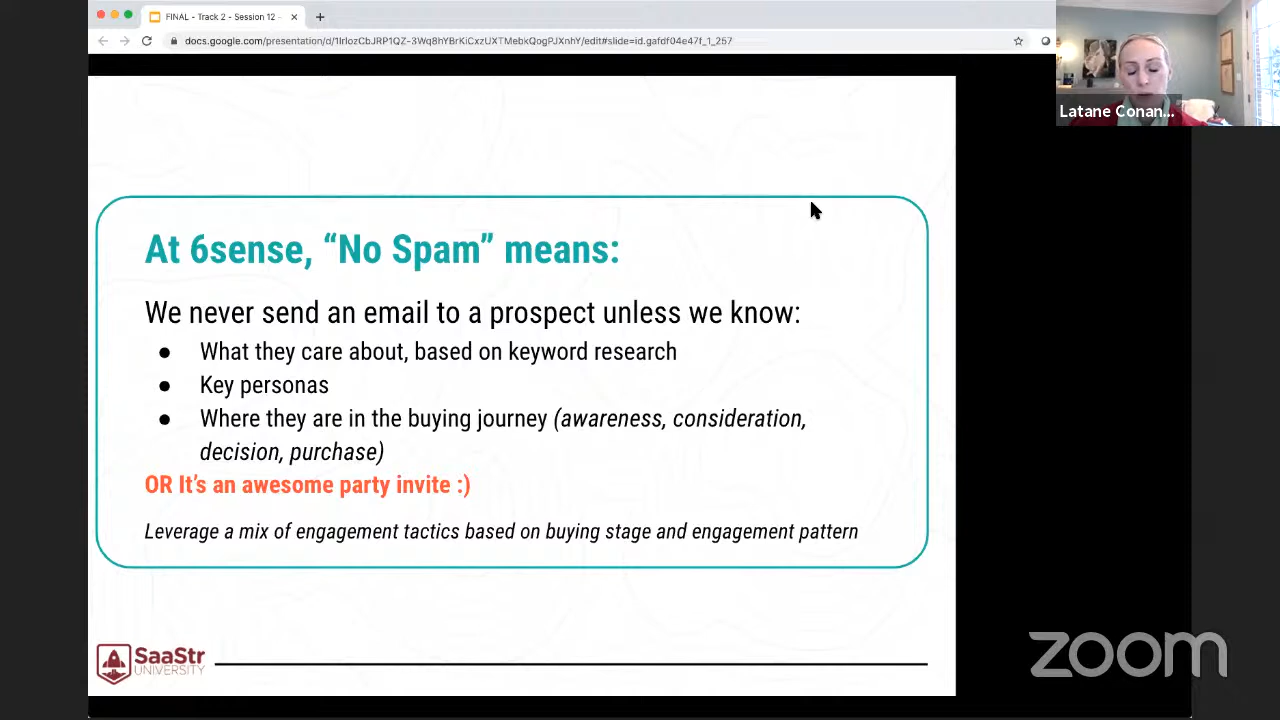 FINAL - Track 2 - Session 12 -
docs.google.com/presentation/d/1lrlozCbJRP1QZ-3Wq8hYBrKiCxzUXTMebkQogPJXnhY/edit#slide=id.gafdf04e47f_1_257
Latane Conan...
At 6sense, “No Spam” means:
We never send an email to a prospect unless we know:
● What they care about, based on keyword research
● Key personas
● Where they are in the buying journey (awareness, consideration,
decision, purchase)
OR It’s an awesome party invite :)
Leverage a mix of engagement tactics based on buying stage and engagement pattern
SaaStr
UNIVERSITY
zoom